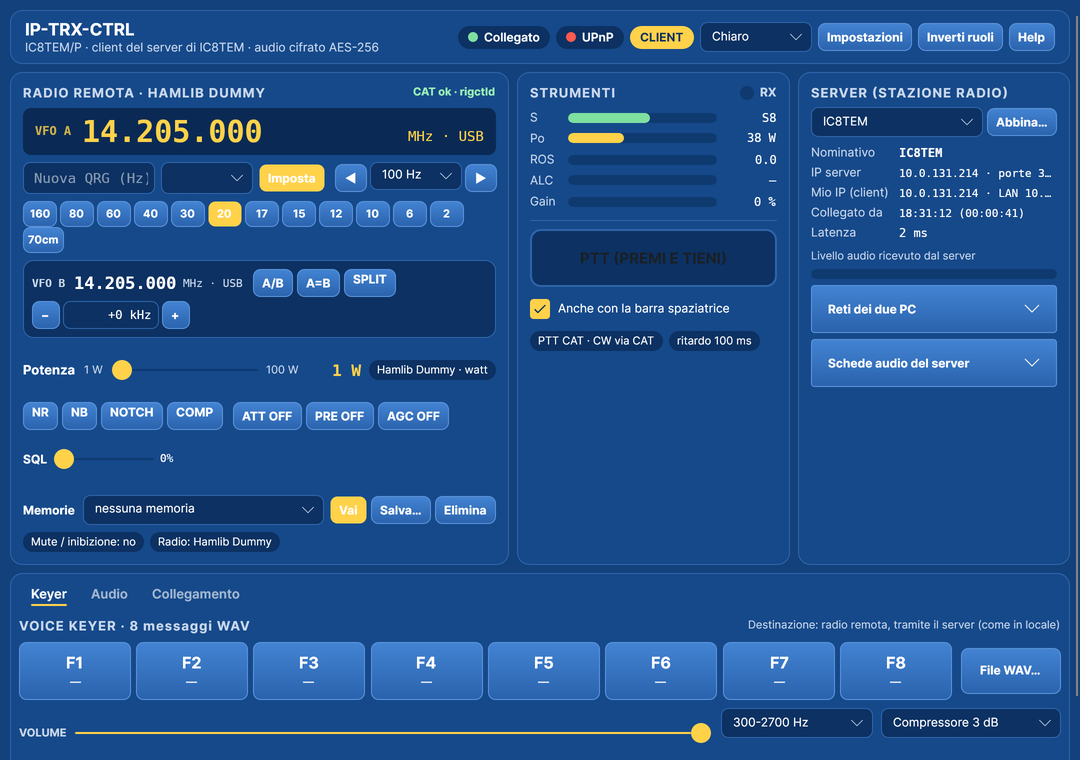 IP-TRX-CTRL
IC8TEM/P · client del server di IC8TEM · audio cifrato AES-256
Collegato
UPnP
CLIENT
Chiaro
Impostazioni
Inverti ruoli
Help
RADIO REMOTA · HAMLIB DUMMY
CAT ok · rigctld
VFO A 14.205.000 MHz · USB
Nuova QRG (Hz)
Imposta
◀
100 Hz
▶
160 80 60 40 30 20 17 15 12 10 6 2
70cm
VFO B 14.205.000 MHz · USB
A/B
A=B
SPLIT
– +0 kHz +
Potenza 1 W 100 W 1 W Hamlib Dummy · watt
NR NB NOTCH COMP ATT OFF PRE OFF AGC OFF
SQL 0%
Memorie nessuna memoria Vai Salva... Elimina
Mute / inibizione: no Radio: Hamlib Dummy
STRUMENTI RX
S S8
Po 38 W
ROS 0.0
ALC –
Gain 0 %
PTT (PREMI E TIENI)
Anche con la barra spaziatrice
PTT CAT · CW via CAT ritardo 100 ms
SERVER (STAZIONE RADIO)
IC8TEM Abbina...
Nominativo IC8TEM
IP server 10.0.131.214 · porte 3…
Mio IP (client) 10.0.131.214 · LAN 10.…
Collegato da 18:31:12 (00:00:41)
Latenza 2 ms
Livello audio ricevuto dal server
Reti dei due PC
Schede audio del server
Keyer Audio Collegamento
VOICE KEYER · 8 messaggi WAV
Destinazione: radio remota, tramite il server (come in locale)
F1 F2 F3 F4 F5 F6 F7 F8
— — — — — — — —
File WAV...
VOLUME
300-2700 Hz
Compressore 3 dB